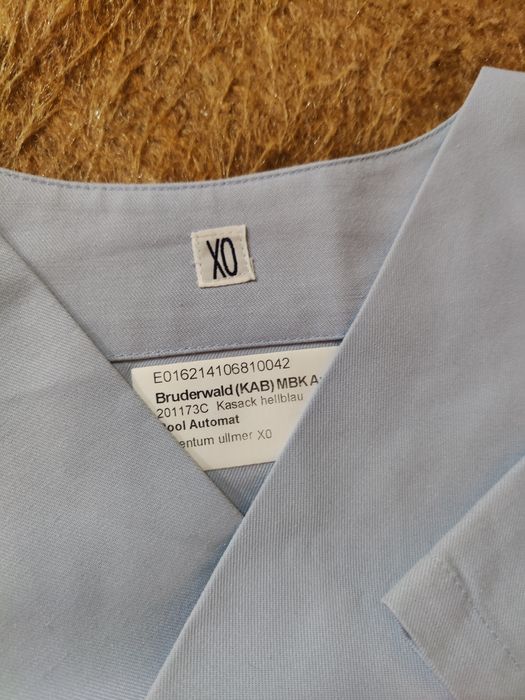 XO
E016214106810042
Bruderwald (KAB) MBK A
201173C Kasack hellblau
ool Automat
entum ullmer X0